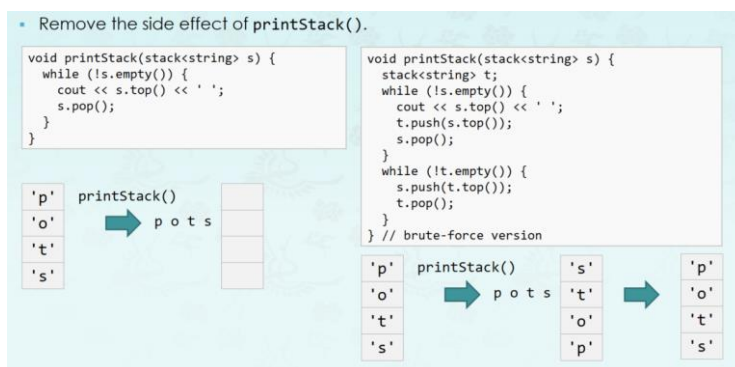 • Remove the side effect of printStack().
void printStack(stack<string> s) {
while (!s.empty()) {
cout << s.top() << ' ';
s.pop();
}
}
'p' printStack()
'o' p o t s
't'
's'
void printStack(stack<string> s) {
stack<string> t;
while (!s.empty()) {
cout << s.top() << ' ';
t.push(s.top());
s.pop();
}
while (!t.empty()) {
s.push(t.top());
t.pop();
}
} // brute-force version
'p' printStack() 's' 'p'
'o' p o t s 't' 'o'
't' 'o' 't'
's' 'p' 's'